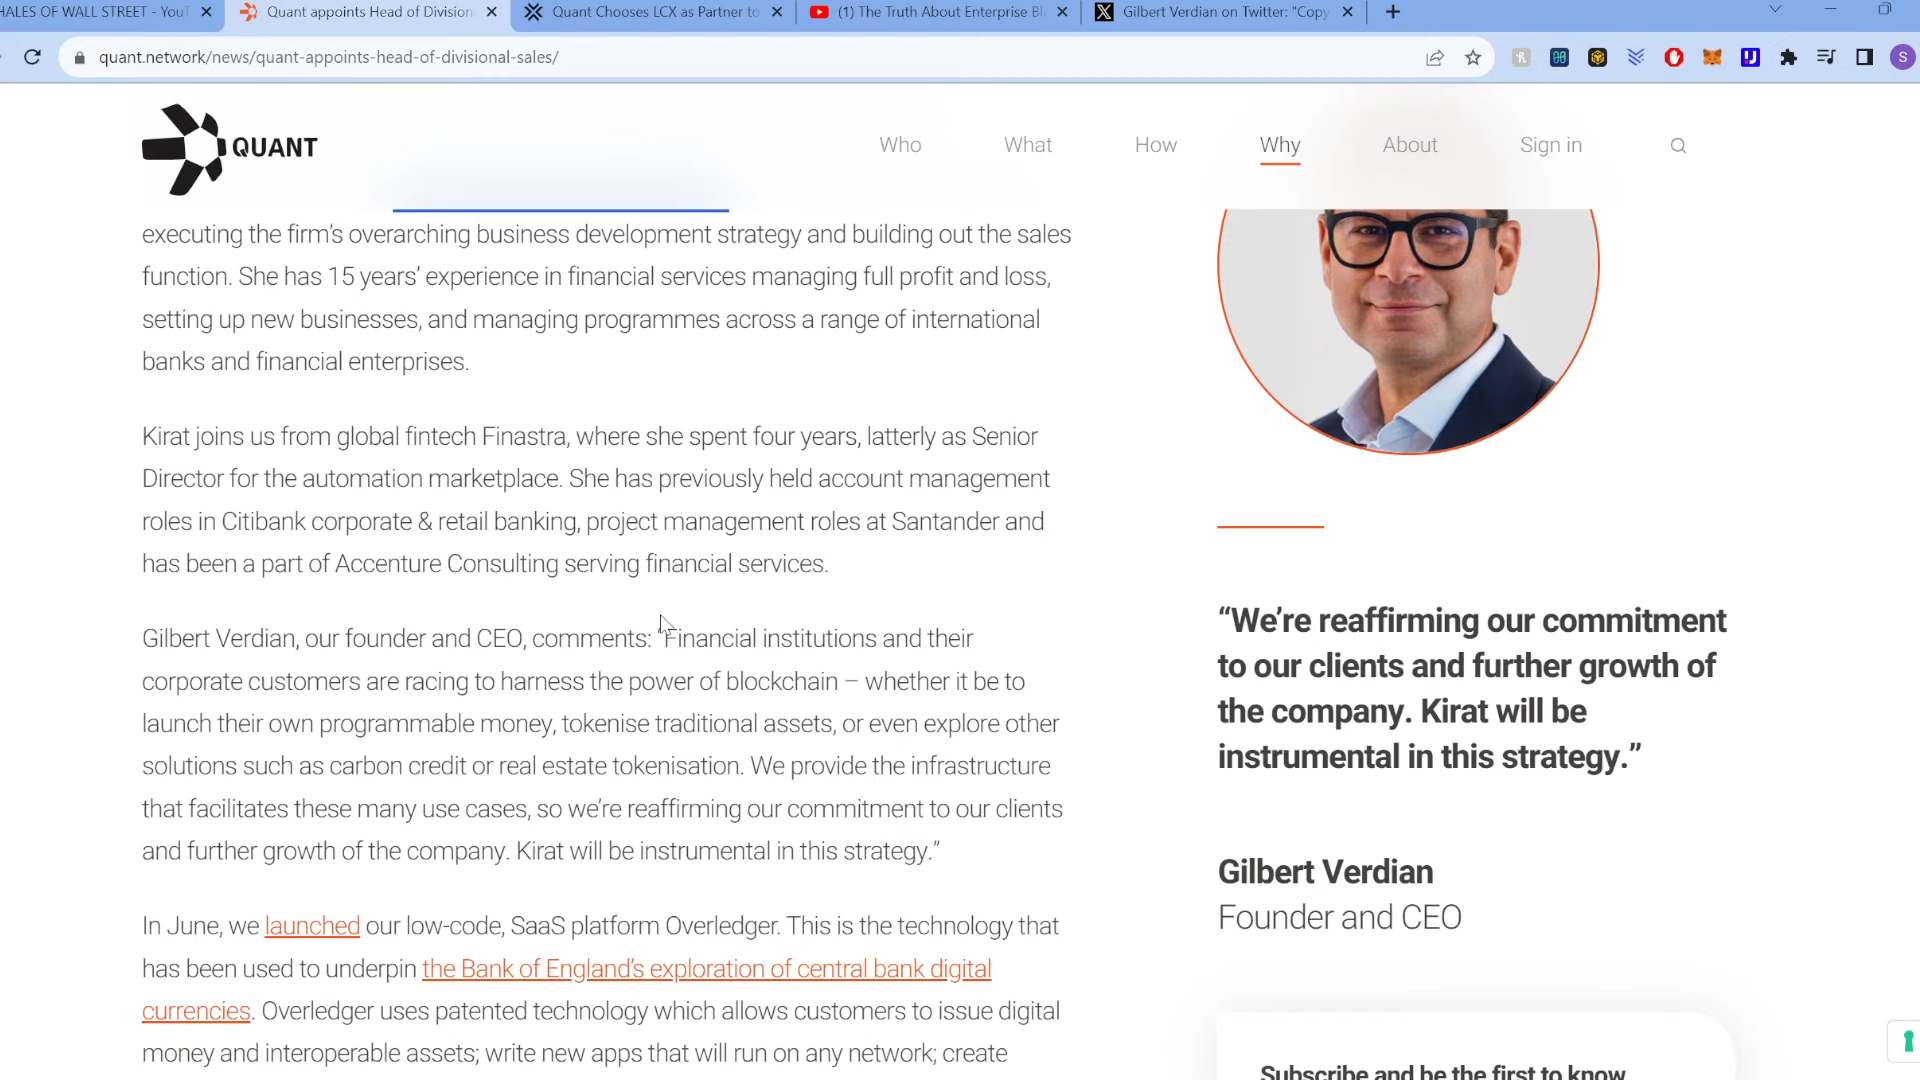 HALES OF WALL STREET - YouT
Quant appoints Head of Division
Quant Chooses LCX as Partner to
(1) The Truth About Enterprise Bl
Gilbert Verdian on Twitter: "Copy
quant.network/news/quant-appoints-head-of-divisional-sales/
S
QUANT
Who
What
How
Why
About
Sign in
executing the firm’s overarching business development strategy and building out the sales
function. She has 15 years’ experience in financial services managing full profit and loss,
setting up new businesses, and managing programmes across a range of international
banks and financial enterprises.
Kirat joins us from global fintech Finastra, where she spent four years, latterly as Senior
Director for the automation marketplace. She has previously held account management
roles in Citibank corporate & retail banking, project management roles at Santander and
has been a part of Accenture Consulting serving financial services.
Gilbert Verdian, our founder and CEO, comments: “Financial institutions and their
corporate customers are racing to harness the power of blockchain – whether it be to
launch their own programmable money, tokenise traditional assets, or even explore other
solutions such as carbon credit or real estate tokenisation. We provide the infrastructure
that facilitates these many use cases, so we’re reaffirming our commitment to our clients
and further growth of the company. Kirat will be instrumental in this strategy.”
In June, we launched our low-code, SaaS platform Overledger. This is the technology that
has been used to underpin the Bank of England’s exploration of central bank digital
currencies. Overledger uses patented technology which allows customers to issue digital
money and interoperable assets; write new apps that will run on any network; create
“We’re reaffirming our commitment
to our clients and further growth of
the company. Kirat will be
instrumental in this strategy.”
Gilbert Verdian
Founder and CEO
Subscribe and be the first to know